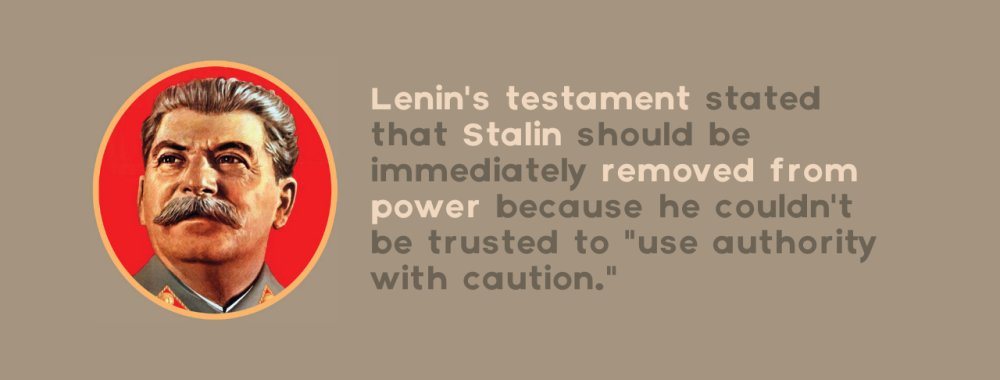 Lenin's testament stated
that Stalin should be
immediately removed from
power because he couldn't
be trusted to "use authority
with caution."